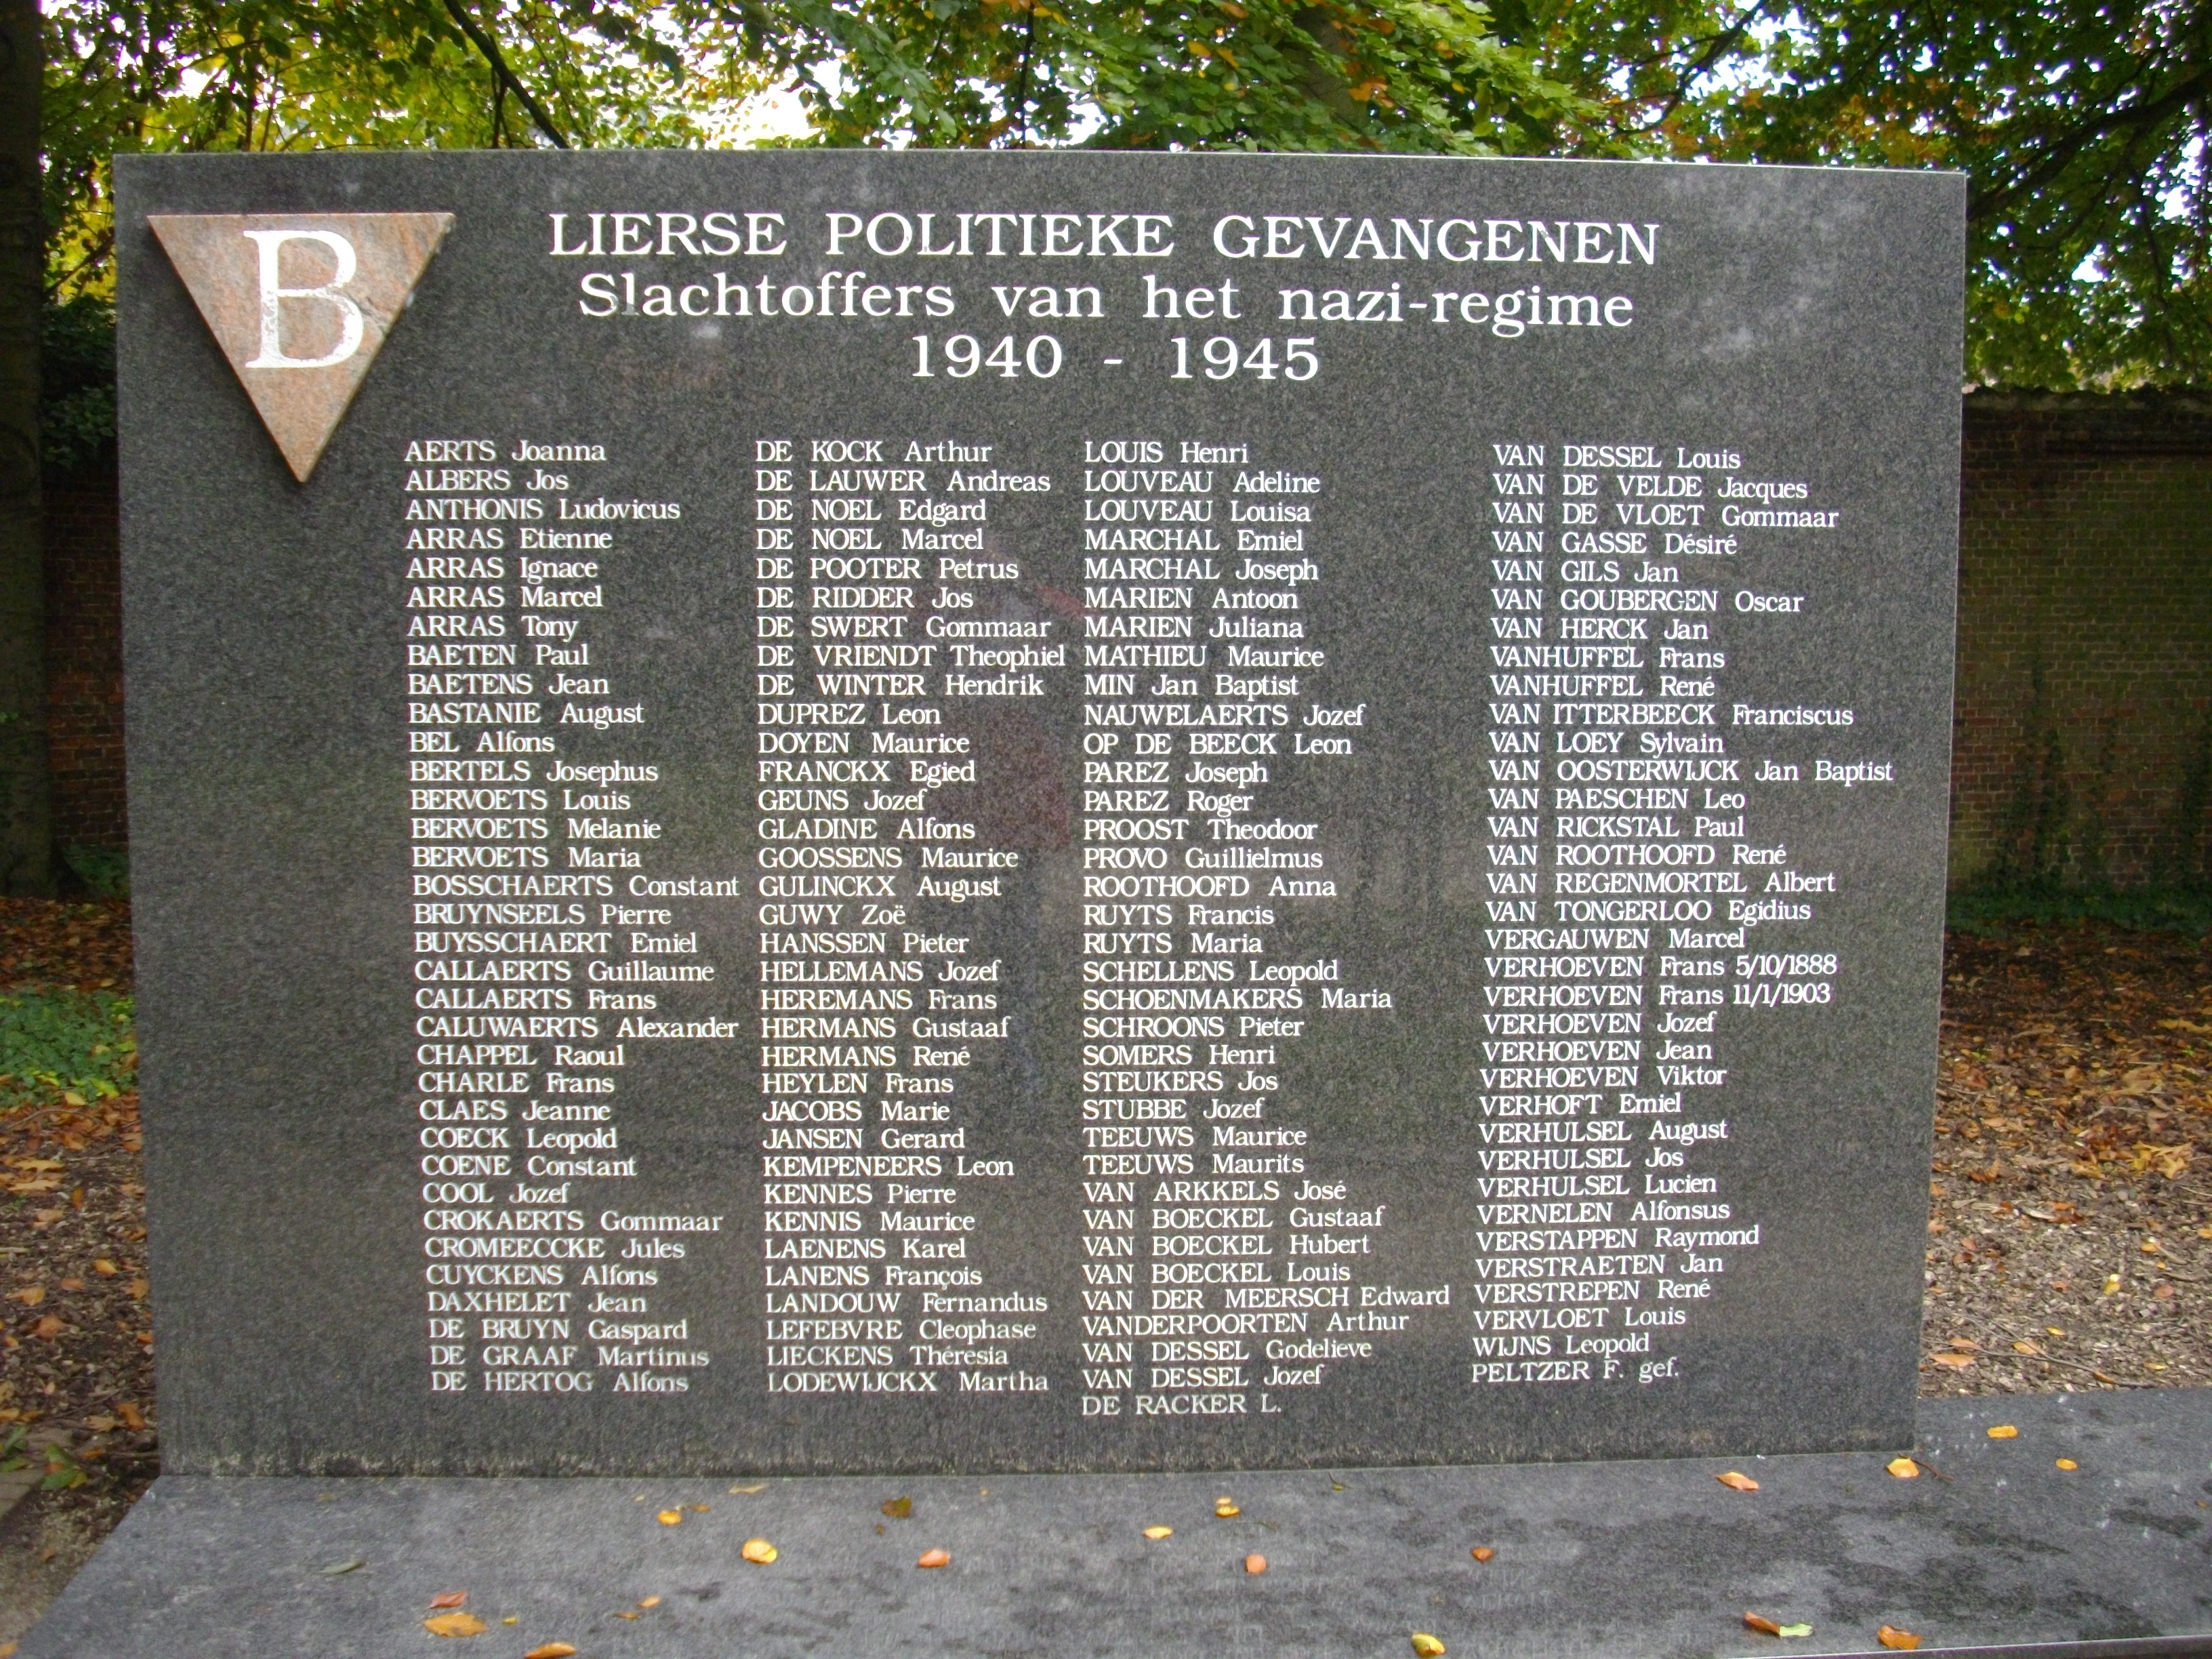 B
LIERSE POLITIEKE GEVANGENEN
Slachtoffers van het nazi-regime
1940 - 1945
AERTS Joanna
ALBERS Jos
ANTHONIS Ludovicus
ARRAS Etienne
ARRAS Ignace
ARRAS Marcel
ARRAS Tony
BAETEN Paul
BAETENS Jean
BASTANIE August
BEL Alfons
BERTELS Josephus
BERVOETS Louis
BERVOETS Melanie
BERVOETS Maria
BOSSCHAERTS Constant
BRUYNSEELS Pierre
BUYSSCHAERT Emiel
CALLAERTS Guillaume
CALLAERTS Frans
CALUWAERTS Alexander
CHAPPEL Raoul
CHARLE Frans
CLAES Jeanne
COECK Leopold
COENE Constant
COOL Jozef
CROKAERTS Gommaar
CROMEECCKE Jules
CUYCKENS Alfons
DAXHELET Jean
DE BRUYN Gaspard
DE GRAAF Martinus
DE HERTOG Alfons
DE KOCK Arthur
DE LAUWER Andreas
DE NOEL Edgard
DE NOEL Marcel
DE POOTER Petrus
DE RIDDER Jos
DE SWERT Gommaar
DE VRIENDT Theophiel
DE WINTER Hendrik
DUPREZ Leon
DOYEN Maurice
FRANCKX Egied
GEUNS Jozef
GLADINE Alfons
GOOSSENS Maurice
GULINCKX August
GUWY Zoë
HANSSEN Pieter
HELLEMANS Jozef
HEREMANS Frans
HERMANS Gustaaf
HERMANS René
HEYLEN Frans
JACOBS Marie
JANSEN Gerard
KEMPENEERS Leon
KENNES Pierre
KENNIS Maurice
LAENENS Karel
LANENS François
LANDOUW Fernandus
LEFEBVRE Cleophase
LIECKENS Théresia
LODEWIJCKX Martha
LOUIS Henri
LOUVEAU Adeline
LOUVEAU Louisa
MARCHAL Emiel
MARCHAL Joseph
MARIEN Antoon
MARIEN Juliana
MATHIEU Maurice
MIN Jan Baptist
NAUWELAERTS Jozef
OP DE BEECK Leon
PAREZ Joseph
PAREZ Roger
PROOST Theodoor
PROVO Guillielmus
ROOTHOOFD Anna
RUYTS Francis
RUYTS Maria
SCHELLENS Leopold
SCHOENMAKERS Maria
SCHROONS Pieter
SOMERS Henri
STEUKERS Jos
STUBBE Jozef
TEEUWS Maurice
TEEUWS Maurits
VAN ARKKELS José
VAN BOECKEL Gustaaf
VAN BOECKEL Hubert
VAN BOECKEL Louis
VAN DER MEERSCH Edward
VANDERPOORTEN Arthur
VAN DESSEL Godelieve
VAN DESSEL Jozef
DE RACKER L.
VAN DESSEL Louis
VAN DE VELDE Jacques
VAN DE VLOET Gommaar
VAN GASSE Désiré
VAN GILS Jan
VAN GOUBERGEN Oscar
VAN HERCK Jan
VANHUFFEL Frans
VANHUFFEL René
VAN ITTERBEECK Franciscus
VAN LOEY Sylvain
VAN OOSTERWIJCK Jan Baptist
VAN PAESCHEN Leo
VAN RICKSTAL Paul
VAN ROOTHOOFD René
VAN REGENMORTEL Albert
VAN TONGERLOO Egidius
VERGAUWEN Marcel
VERHOEVEN Frans 5/10/1888
VERHOEVEN Frans 11/1/1903
VERHOEVEN Jozef
VERHOEVEN Jean
VERHOEVEN Viktor
VERHOFT Emiel
VERHULSEL August
VERHULSEL Jos
VERHULSEL Lucien
VERNELEN Alfonsus
VERSTAPPEN Raymond
VERSTRAETEN Jan
VERSTREPEN René
VERVLOET Louis
WIJNS Leopold
PELTZER F. gef.